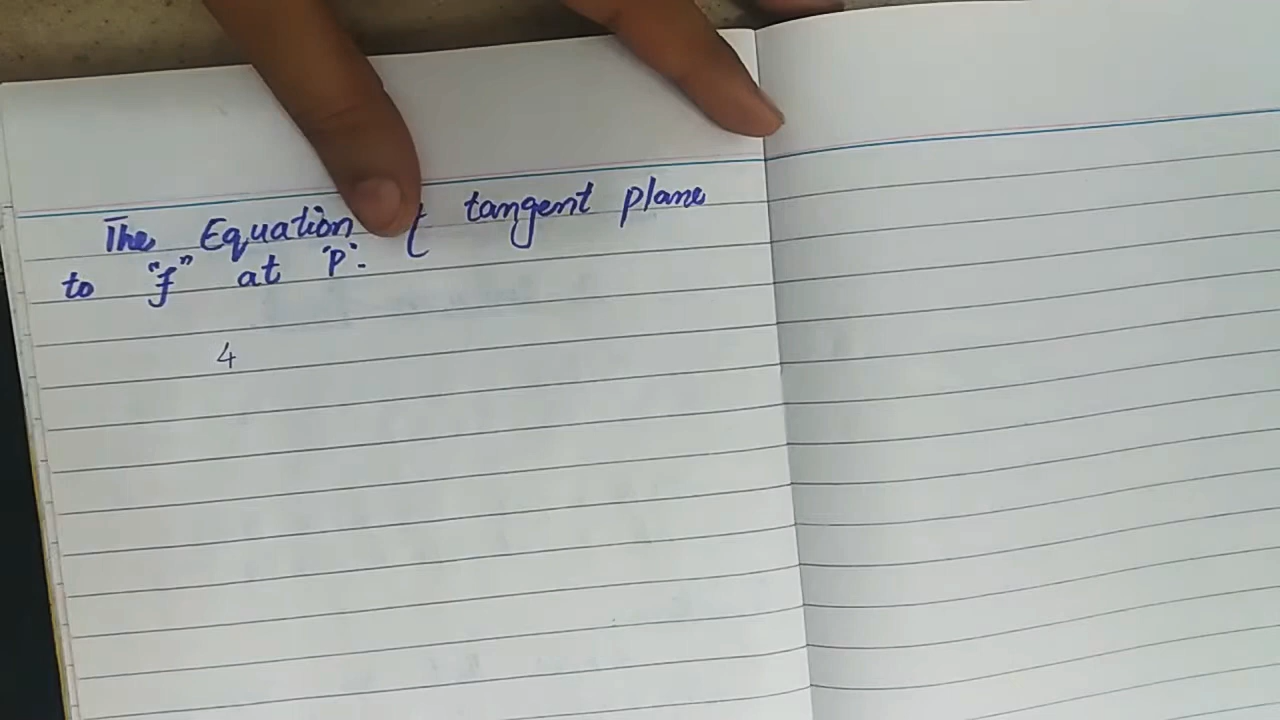 The Equation tangent plane
to "f" at 'p'.
4